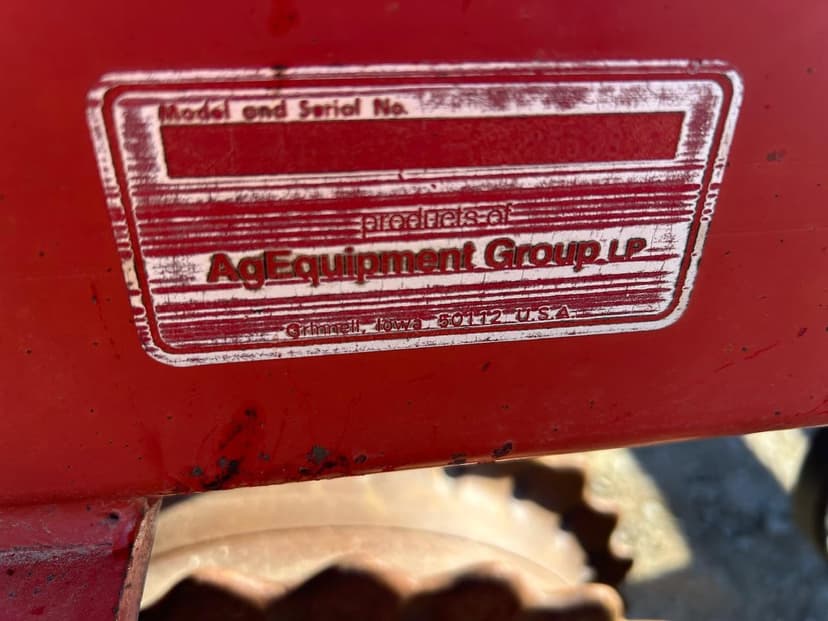 Model and Serial No.
products of
AgEquipment Group LP
Grinnell, Iowa 50112 U.S.A.